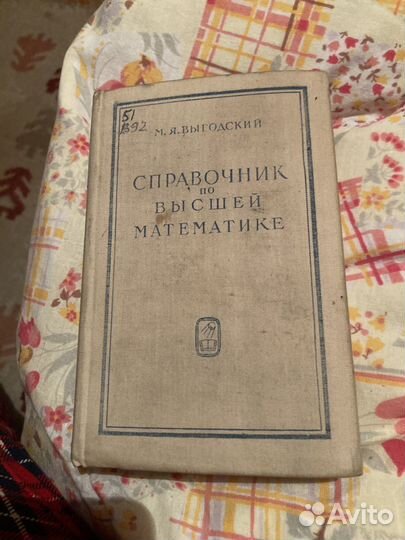 51
В92
М. Я. ВЫГОДСКИЙ
СПРАВОЧНИК
ПО
ВЫСШЕЙ
МАТЕМАТИКЕ
Avito